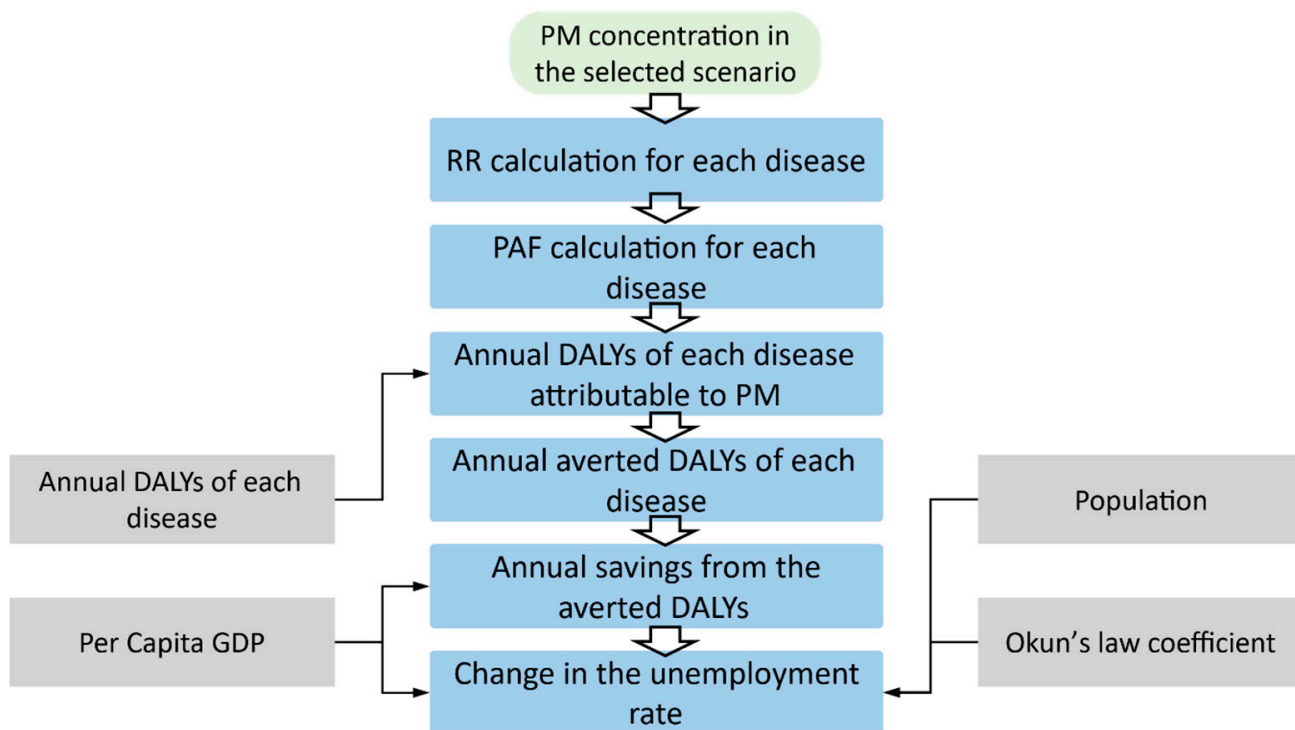 PM concentration in
the selected scenario
RR calculation for each disease
PAF calculation for each
disease
Annual DALYs of each disease
attributable to PM
Annual averted DALYs of each
disease
Annual savings from the
averted DALYs
Change in the unemployment
rate
Annual DALYs of each
disease
Per Capita GDP
Population
Okun’s law coefficient